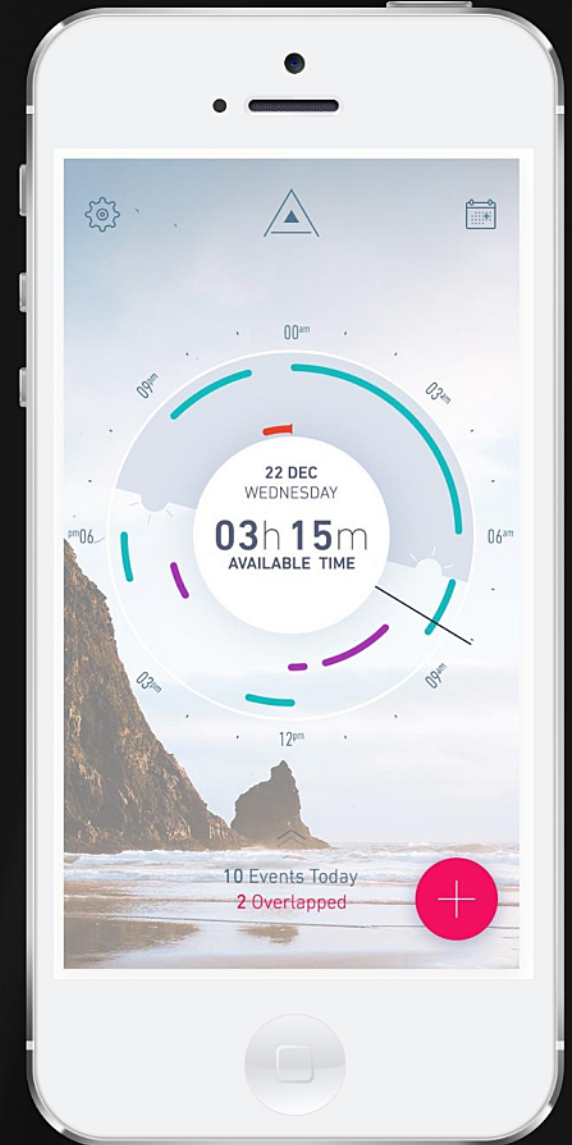 00am
09pm
03am
22 DEC
WEDNESDAY
03h 15m
AVAILABLE TIME
pm06
06am
03pm
09am
12pm
10 Events Today
2 Overlapped